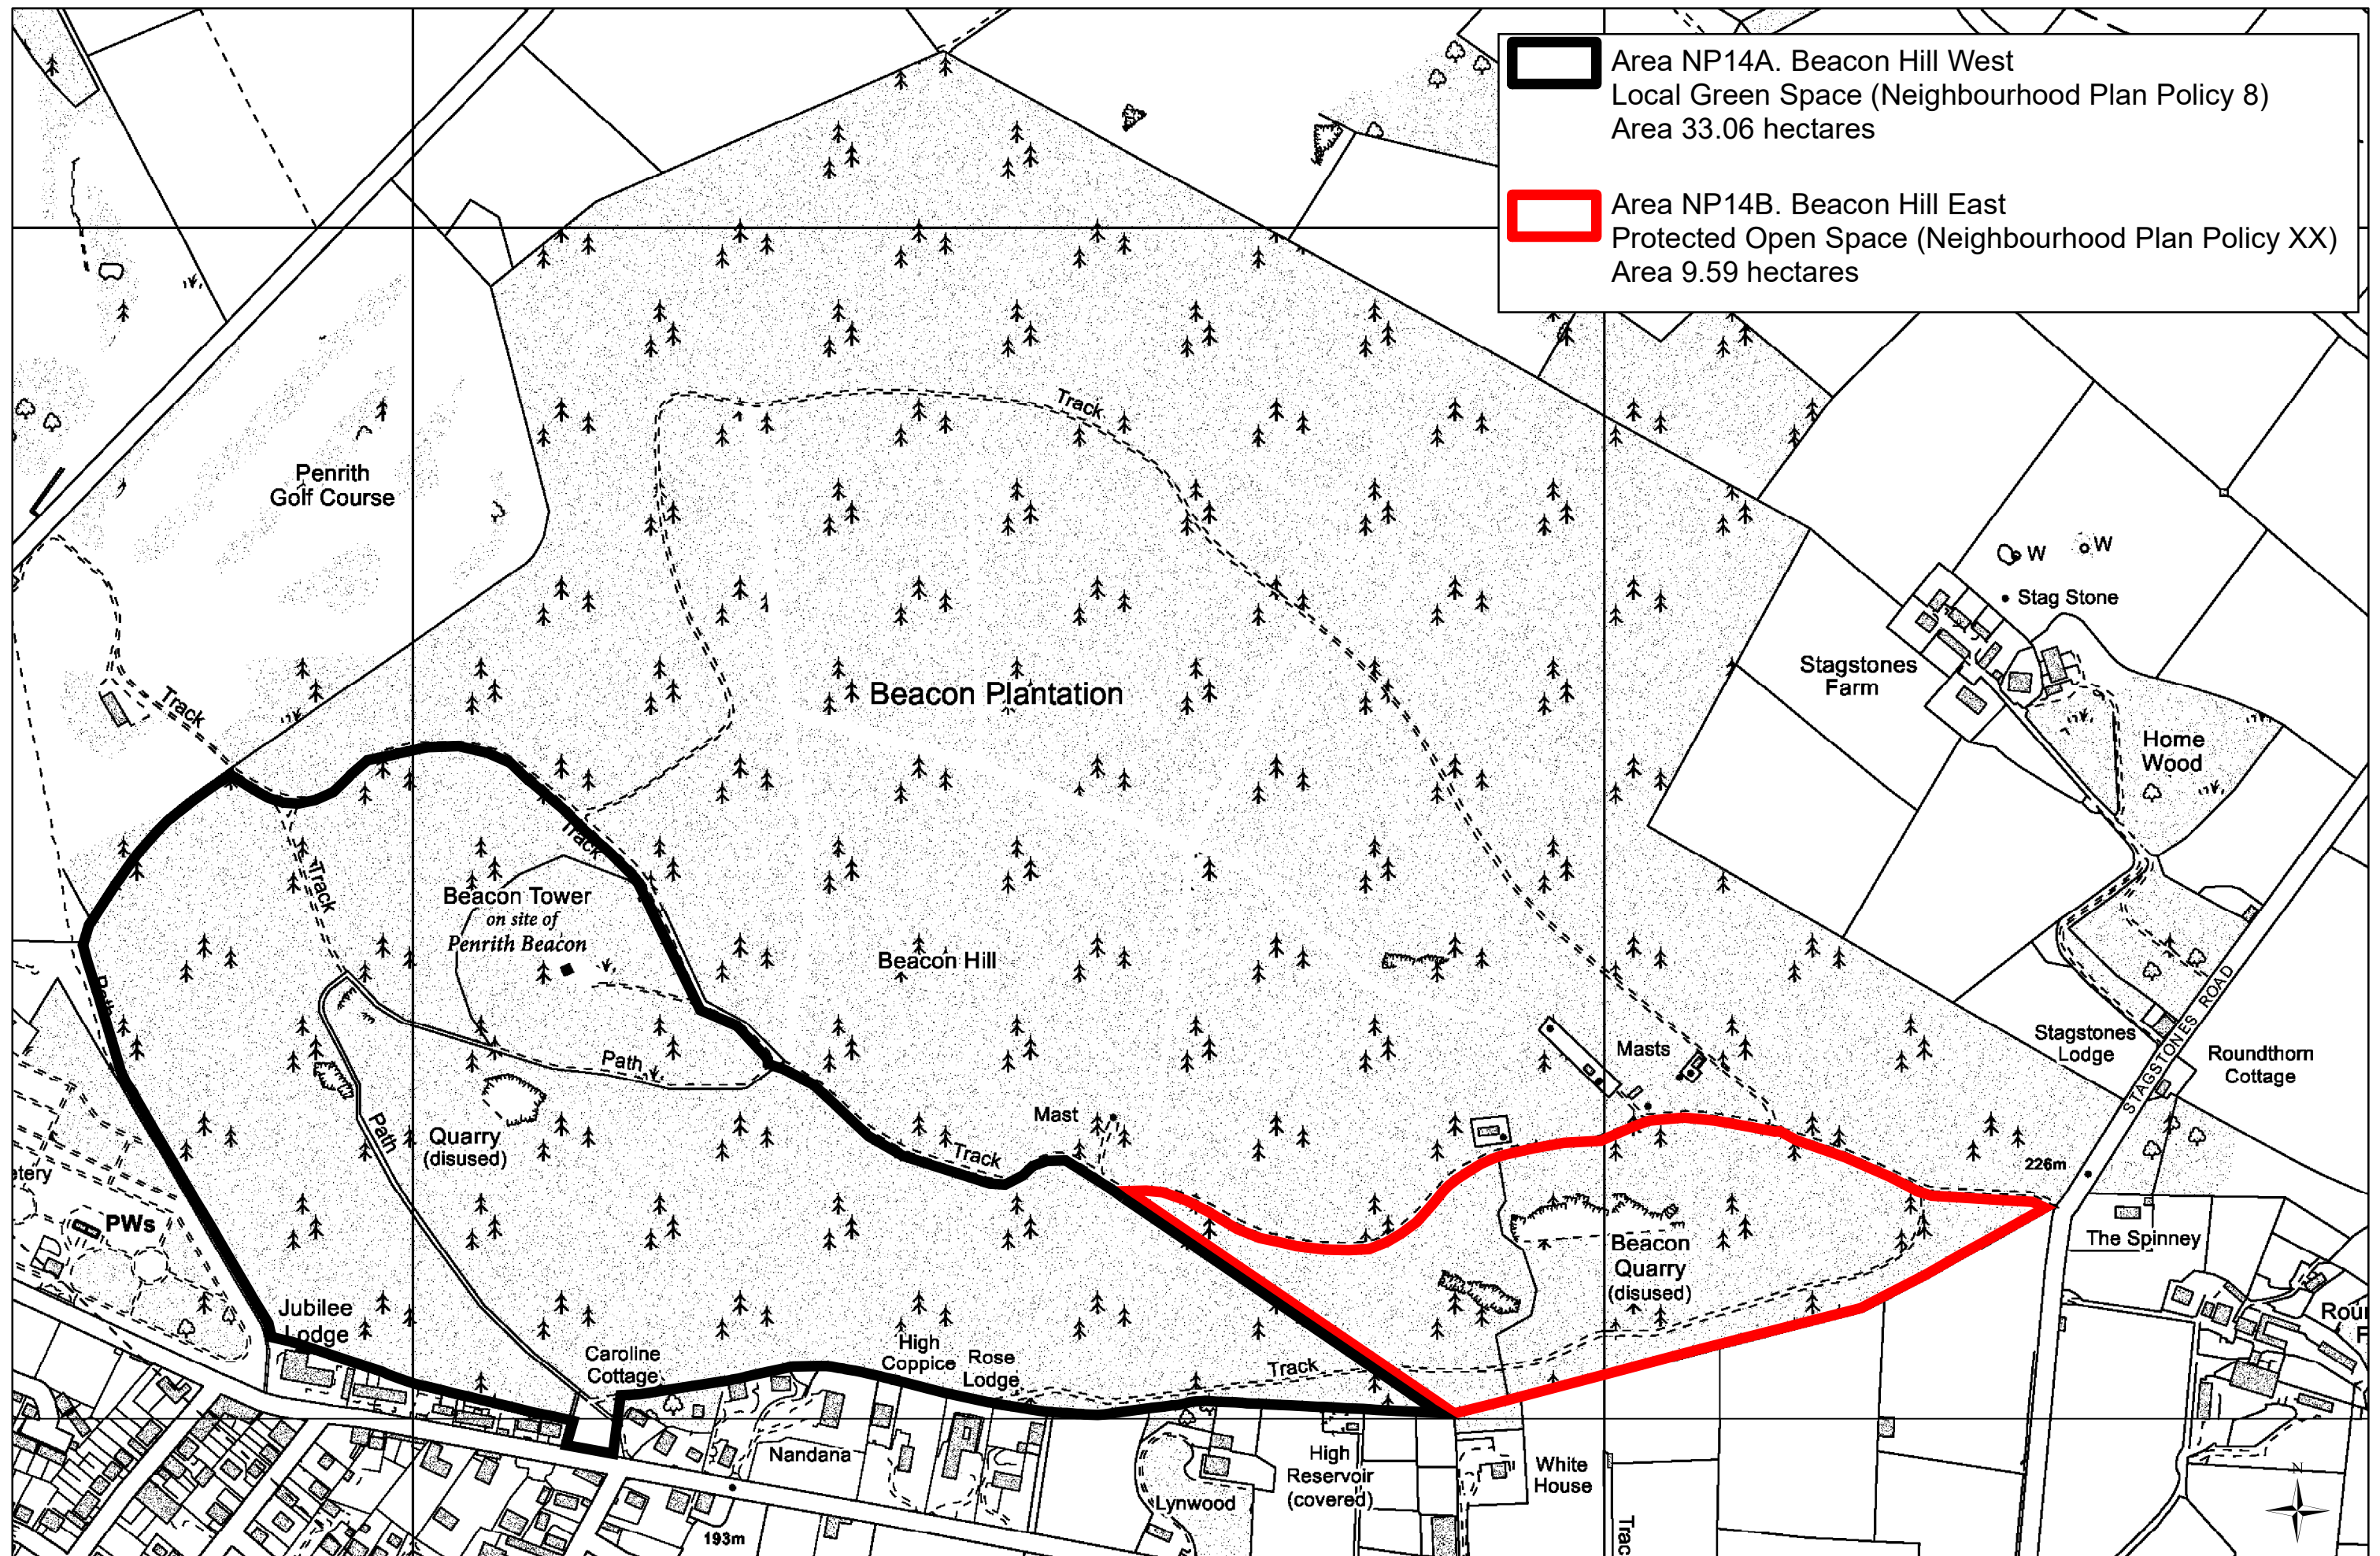 Area NP14A. Beacon Hill West
Local Green Space (Neighbourhood Plan Policy 8)
Area 33.06 hectares
Area NP14B. Beacon Hill East
Protected Open Space (Neighbourhood Plan Policy XX)
Area 9.59 hectares
Track
Penrith
Golf Course
W
W
Stag Stone
Stagstones
Farm
Beacon Plantation
Track
Home
Wood
Track
Track
Beacon Tower
on site of
Penrith Beacon
Beacon Hill
Path
STAGSTONES ROAD
Stagstones
Lodge
Roundthorn
Cottage
Masts
Path
Mast
Path
Quarry
(disused)
Track
226m
etery
PWs
The Spinney
Beacon
Quarry
(disused)
Jubilee
Lodge
Rou
F
High
Coppice
Rose
Lodge
Caroline
Cottage
Track
Nandana
High
Reservoir
(covered)
White
House
Lynwood
N
193m
Trac